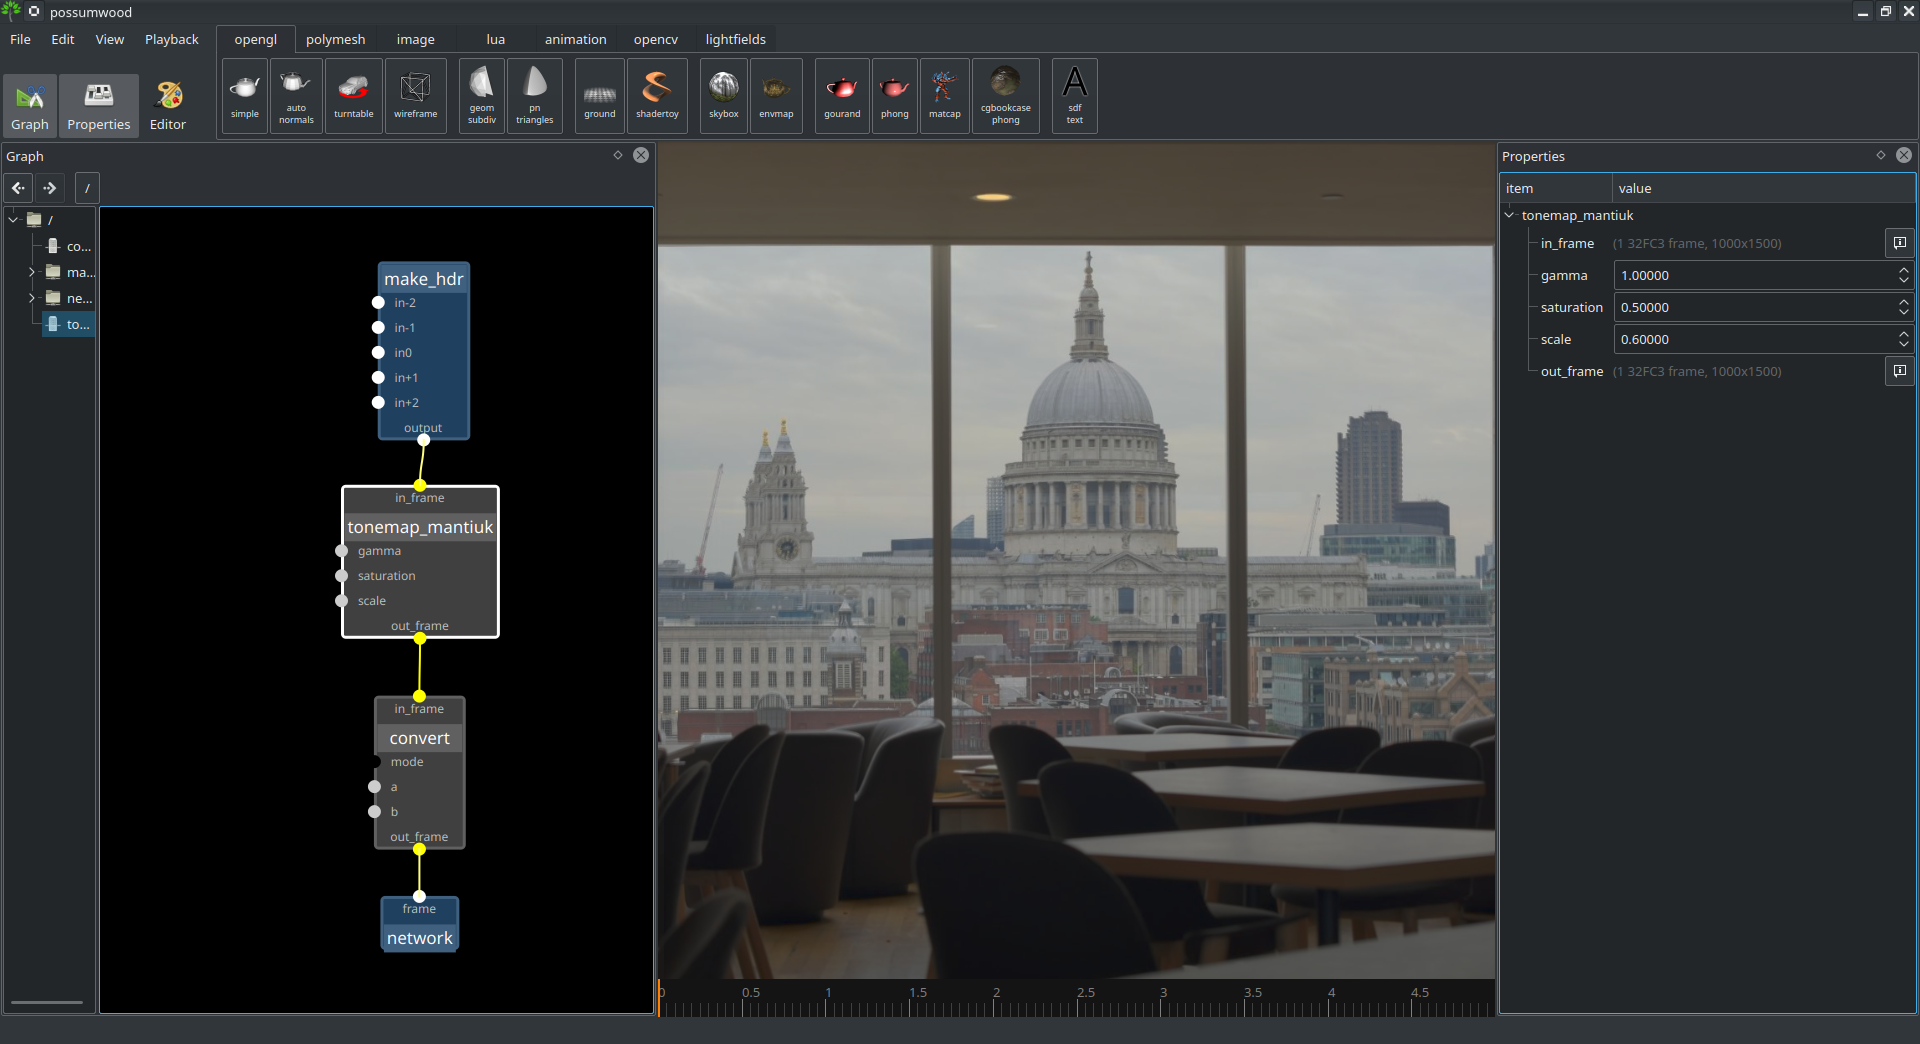 possumwood
File Edit View Playback
opengl polymesh image lua animation opencv lightfields
Graph Properties Editor
simple auto normals turntable wireframe geom subdiv pn triangles ground shadertoy skybox envmap gourand phong matcap cgbookcase phong sdf text
Graph
/
/
co...
ma...
ne...
to...
make_hdr
in-2
in-1
in0
in+1
in+2
output
in_frame
tonemap_mantiuk
gamma
saturation
scale
out_frame
in_frame
convert
mode
a
b
out_frame
frame
network
0 0.5 1 1.5 2 2.5 3 3.5 4 4.5
Properties
item value
tonemap_mantiuk
in_frame (1 32FC3 frame, 1000x1500)
gamma 1.00000
saturation 0.50000
scale 0.60000
out_frame (1 32FC3 frame, 1000x1500)